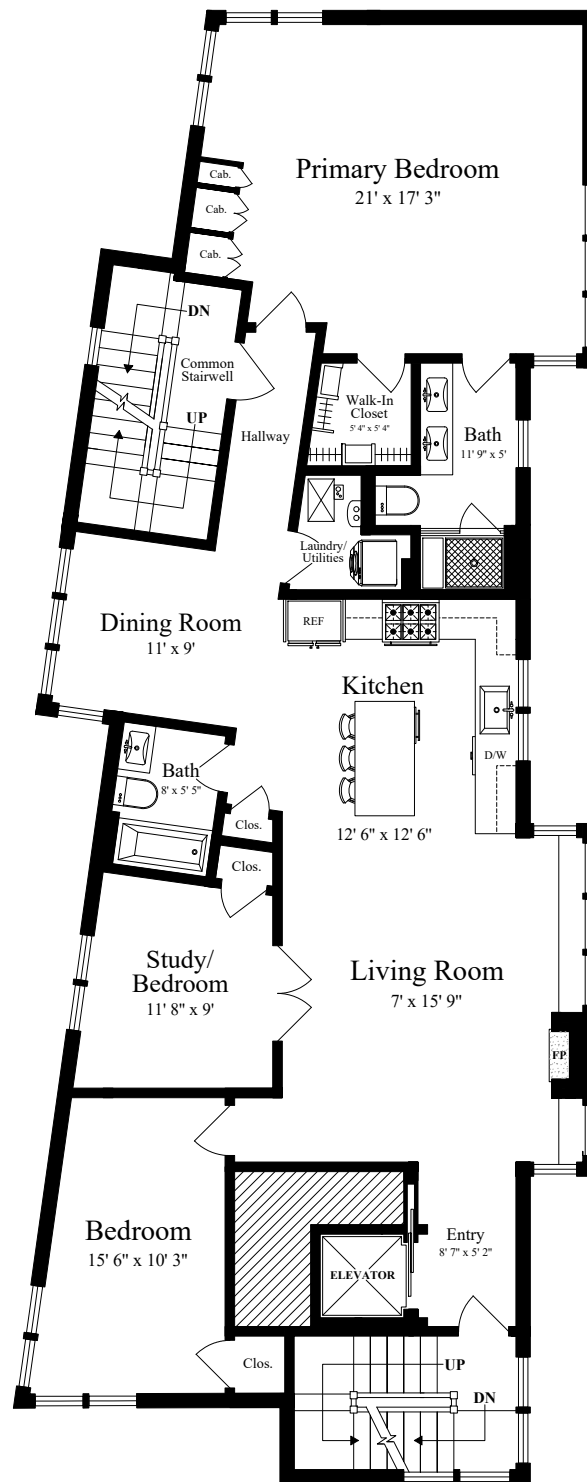 Primary Bedroom
21' x 17' 3"
Cab.
Cab.
Cab.
DN
Common
Stairwell
UP
Hallway
Walk-In
Closet
5' 4" x 5' 4"
Bath
11' 9" x 5'
Laundry/
Utilities
Dining Room
11' x 9'
REF
Kitchen
D/W
12' 6" x 12' 6"
Bath
8' x 5' 5"
Clos.
Clos.
Study/
Bedroom
11' 8" x 9'
Living Room
7' x 15' 9"
FP
Bedroom
15' 6" x 10' 3"
Entry
8' 7" x 5' 2"
ELEVATOR
Clos.
UP
DN